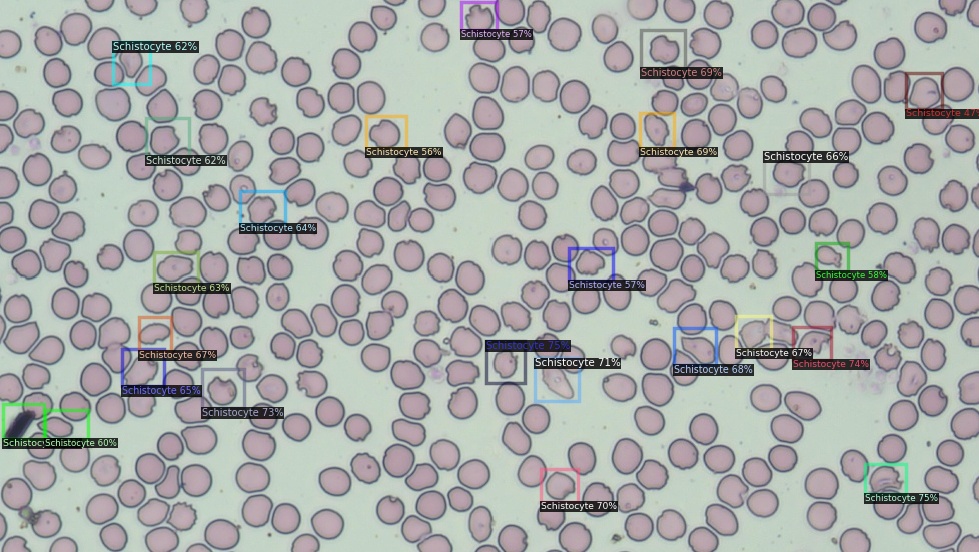 Schistocyte 57%
Schistocyte 62%
Schistocyte 69%
Schistocyte 47%
Schistocyte 62%
Schistocyte 56%
Schistocyte 69%
Schistocyte 66%
Schistocyte 64%
Schistocyte 63%
Schistocyte 57%
Schistocyte 58%
Schistocyte 67%
Schistocyte 75%
Schistocyte 71%
Schistocyte 68%
Schistocyte 67%
Schistocyte 74%
Schistocyte 65%
Schistocyte 73%
Schistoc
Schistocyte 60%
Schistocyte 70%
Schistocyte 75%